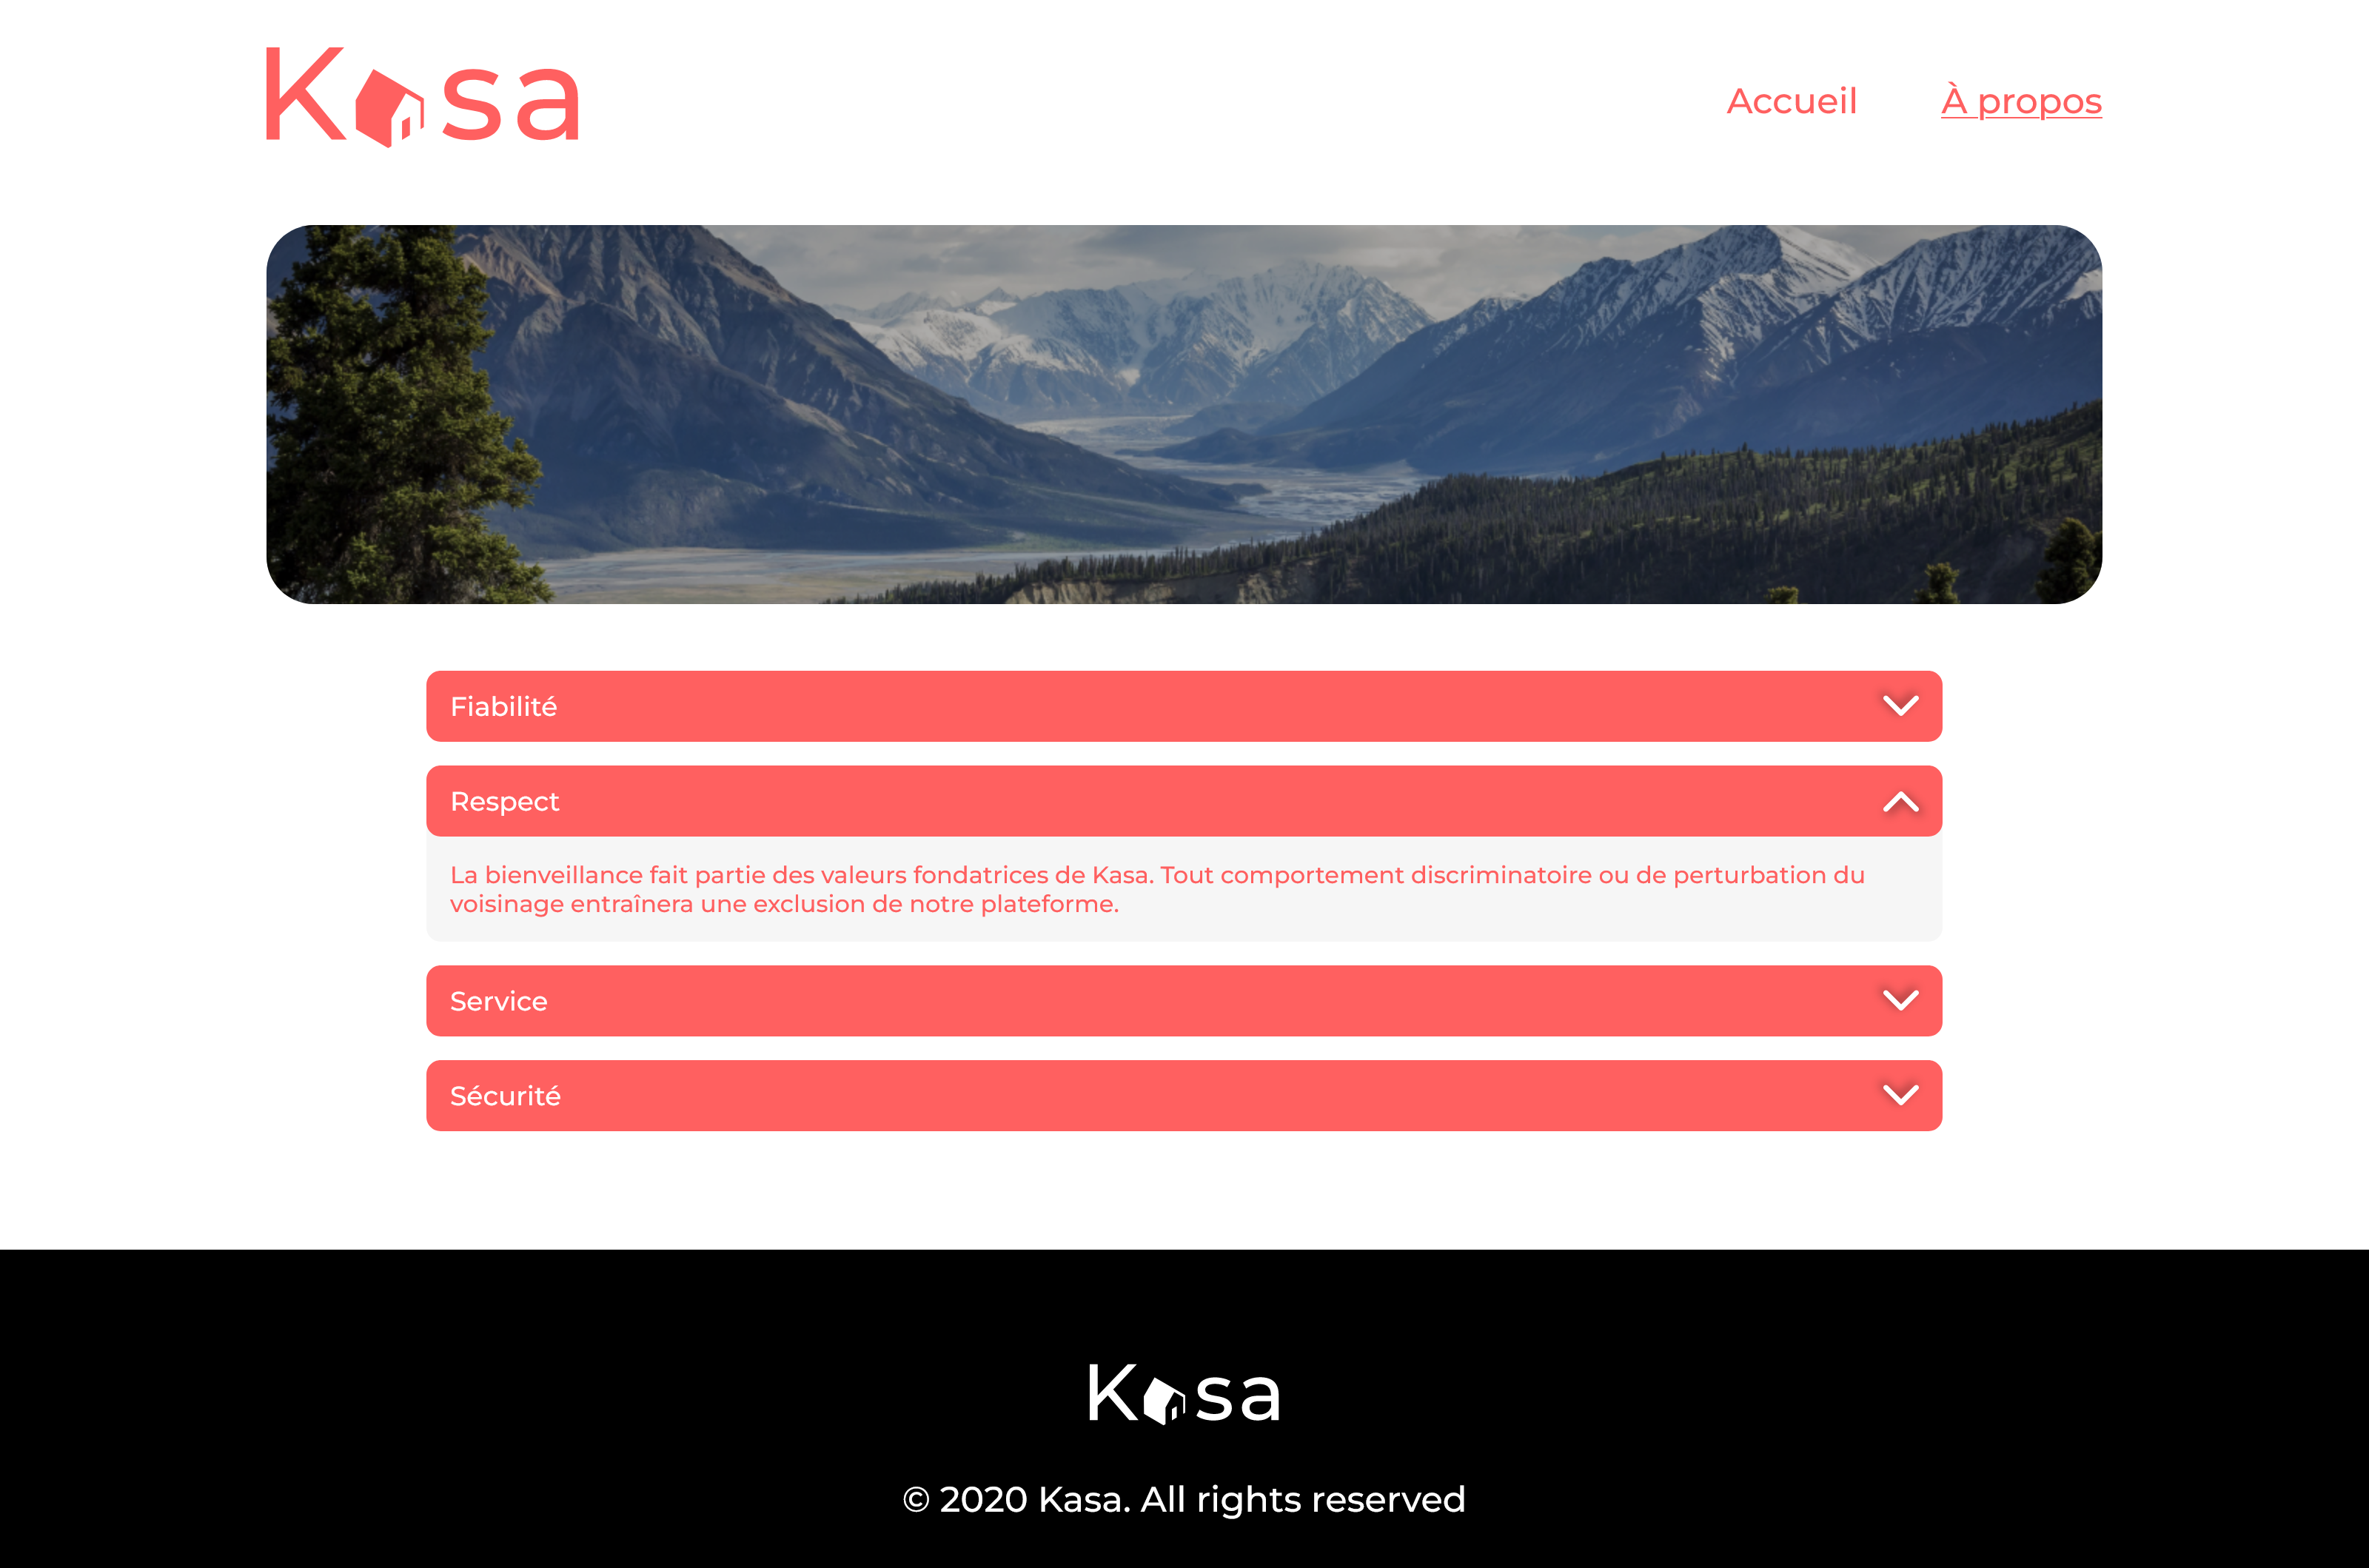 Kasa
Accueil
À propos
Fiabilité
Respect
La bienveillance fait partie des valeurs fondatrices de Kasa. Tout comportement discriminatoire ou de perturbation du
voisinage entraînera une exclusion de notre plateforme.
Service
Sécurité
Kasa
© 2020 Kasa. All rights reserved